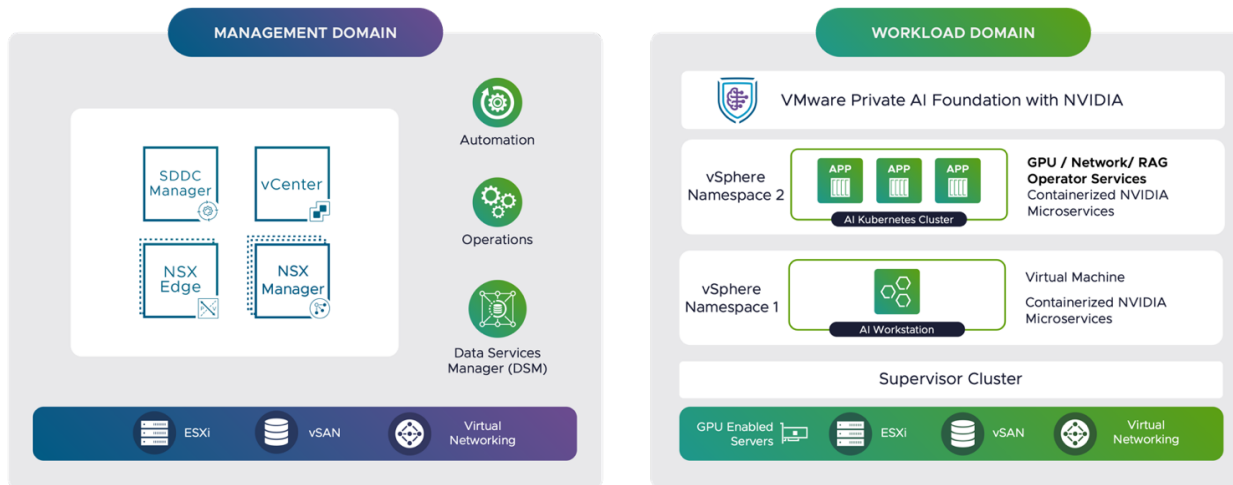 MANAGEMENT DOMAIN
SDDC
Manager
vCenter
NSX
Edge
NSX
Manager
Automation
Operations
Data Services
Manager (DSM)
ESXi
vSAN
Virtual
Networking
WORKLOAD DOMAIN
VMware Private AI Foundation with NVIDIA
vSphere
Namespace 2
APP
APP
APP
AI Kubernetes Cluster
GPU / Network/ RAG
Operator Services
Containerized NVIDIA
Microservices
vSphere
Namespace 1
AI Workstation
Virtual Machine
Containerized NVIDIA
Microservices
Supervisor Cluster
GPU Enabled
Servers
ESXi
vSAN
Virtual
Networking